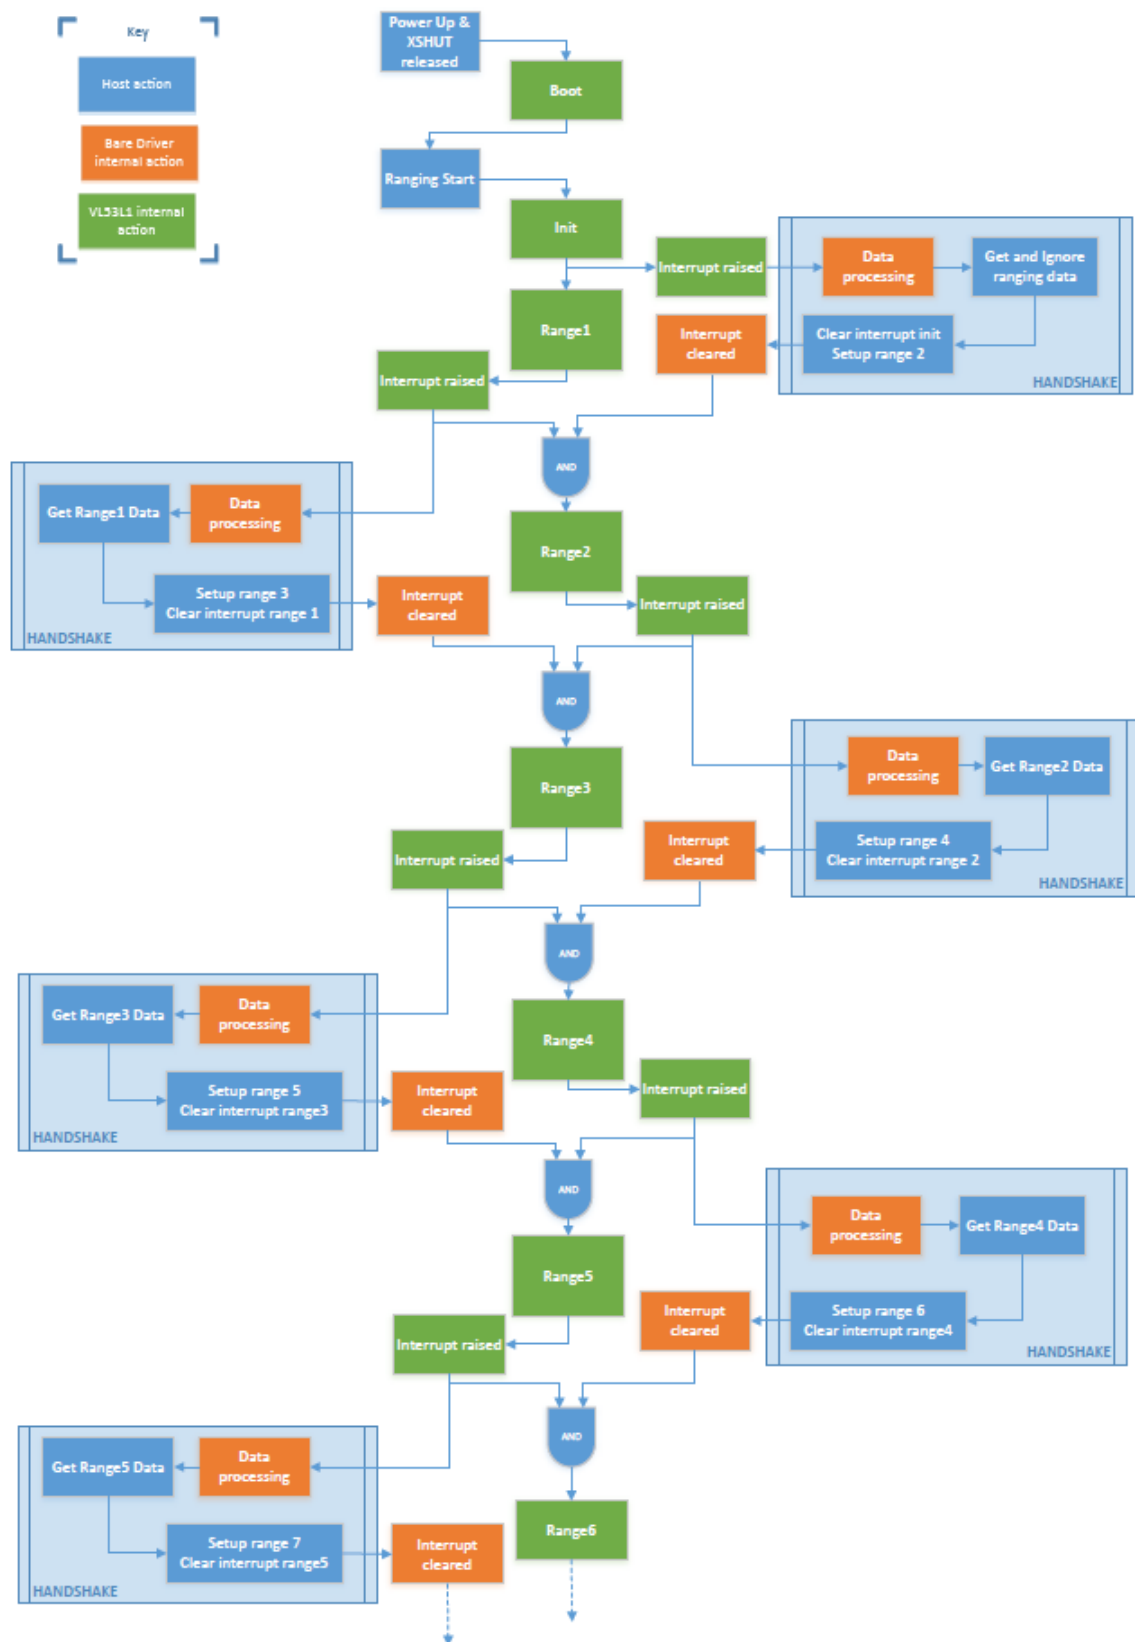 Key
Host action
Bare Driver
internal action
VL53L1 internal
action
Power Up &
XSHUT
released
Boot
Ranging Start
Init
Interrupt raised
Data
processing
Get and Ignore
ranging data
Range1
Interrupt
cleared
Clear interrupt init
Setup range 2
HANDSHAKE
Interrupt raised
AND
Get Range1 Data
Data
processing
Range2
Setup range 3
Clear interrupt range 1
HANDSHAKE
Interrupt
cleared
Interrupt raised
AND
Data
processing
Get Range2 Data
Range3
Interrupt raised
Interrupt
cleared
Setup range 4
Clear interrupt range 2
HANDSHAKE
AND
Get Range3 Data
Data
processing
Range4
Setup range 5
Clear interrupt range3
HANDSHAKE
Interrupt
cleared
Interrupt raised
AND
Data
processing
Get Range4 Data
Range5
Interrupt raised
Interrupt
cleared
Setup range 6
Clear interrupt range4
HANDSHAKE
AND
Get Range5 Data
Data
processing
Range6
Setup range 7
Clear interrupt range5
HANDSHAKE
Interrupt
cleared